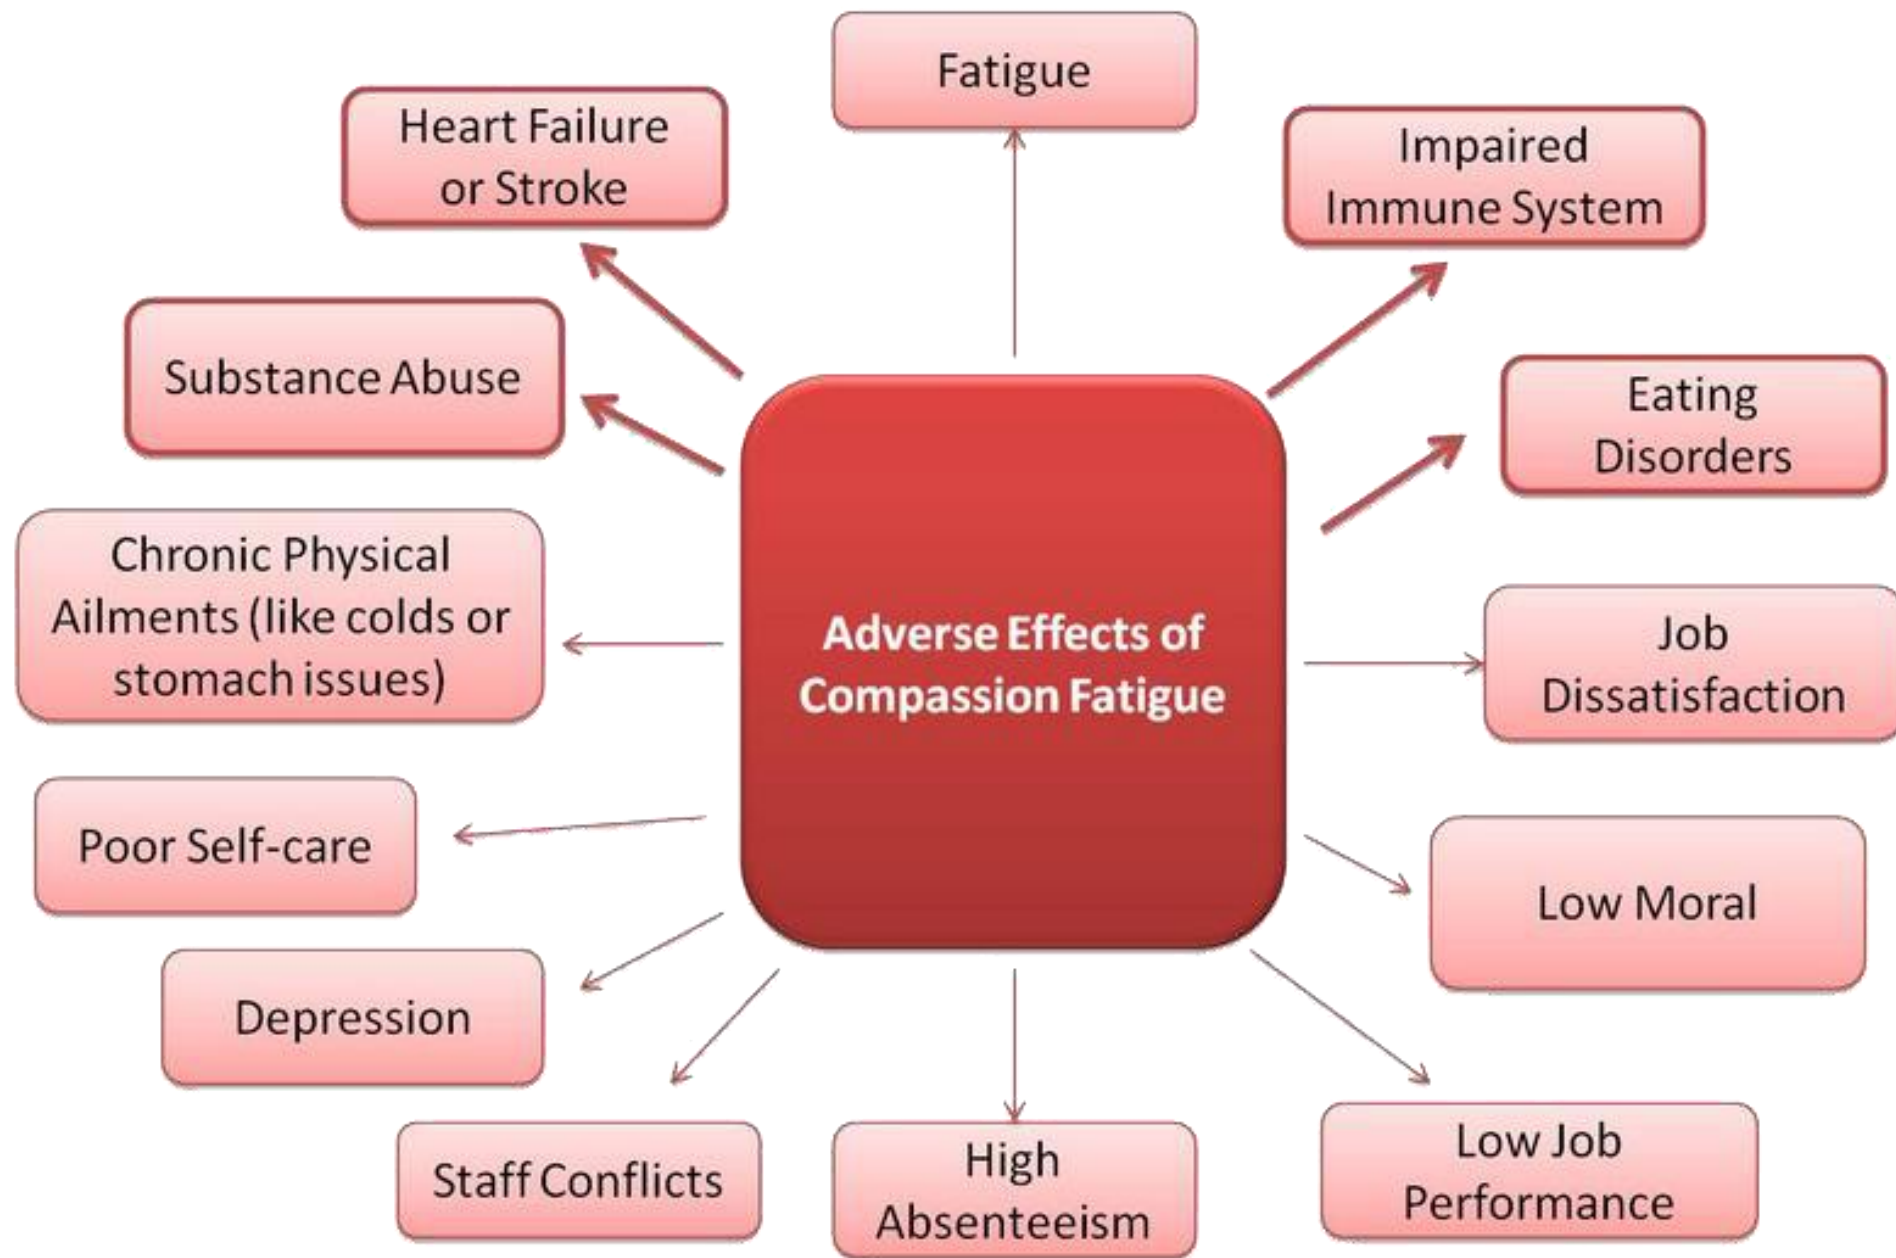 Fatigue
Heart Failure
or Stroke
Impaired
Immune System
Substance Abuse
Eating
Disorders
Chronic Physical
Ailments (like colds or
stomach issues)
Adverse Effects of
Compassion Fatigue
Job
Dissatisfaction
Poor Self-care
Low Moral
Depression
Staff Conflicts
High
Absenteeism
Low Job
Performance